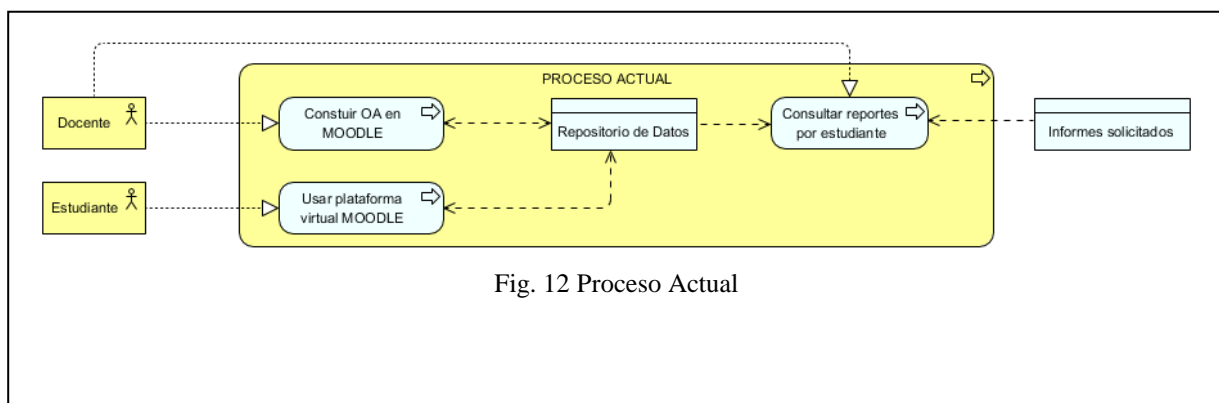 PROCESO ACTUAL
Docente
Constuir OA en
MOODLE
Repositorio de Datos
Consultar reportes
por estudiante
Informes solicitados
Estudiante
Usar plataforma
virtual MOODLE
Fig. 12 Proceso Actual